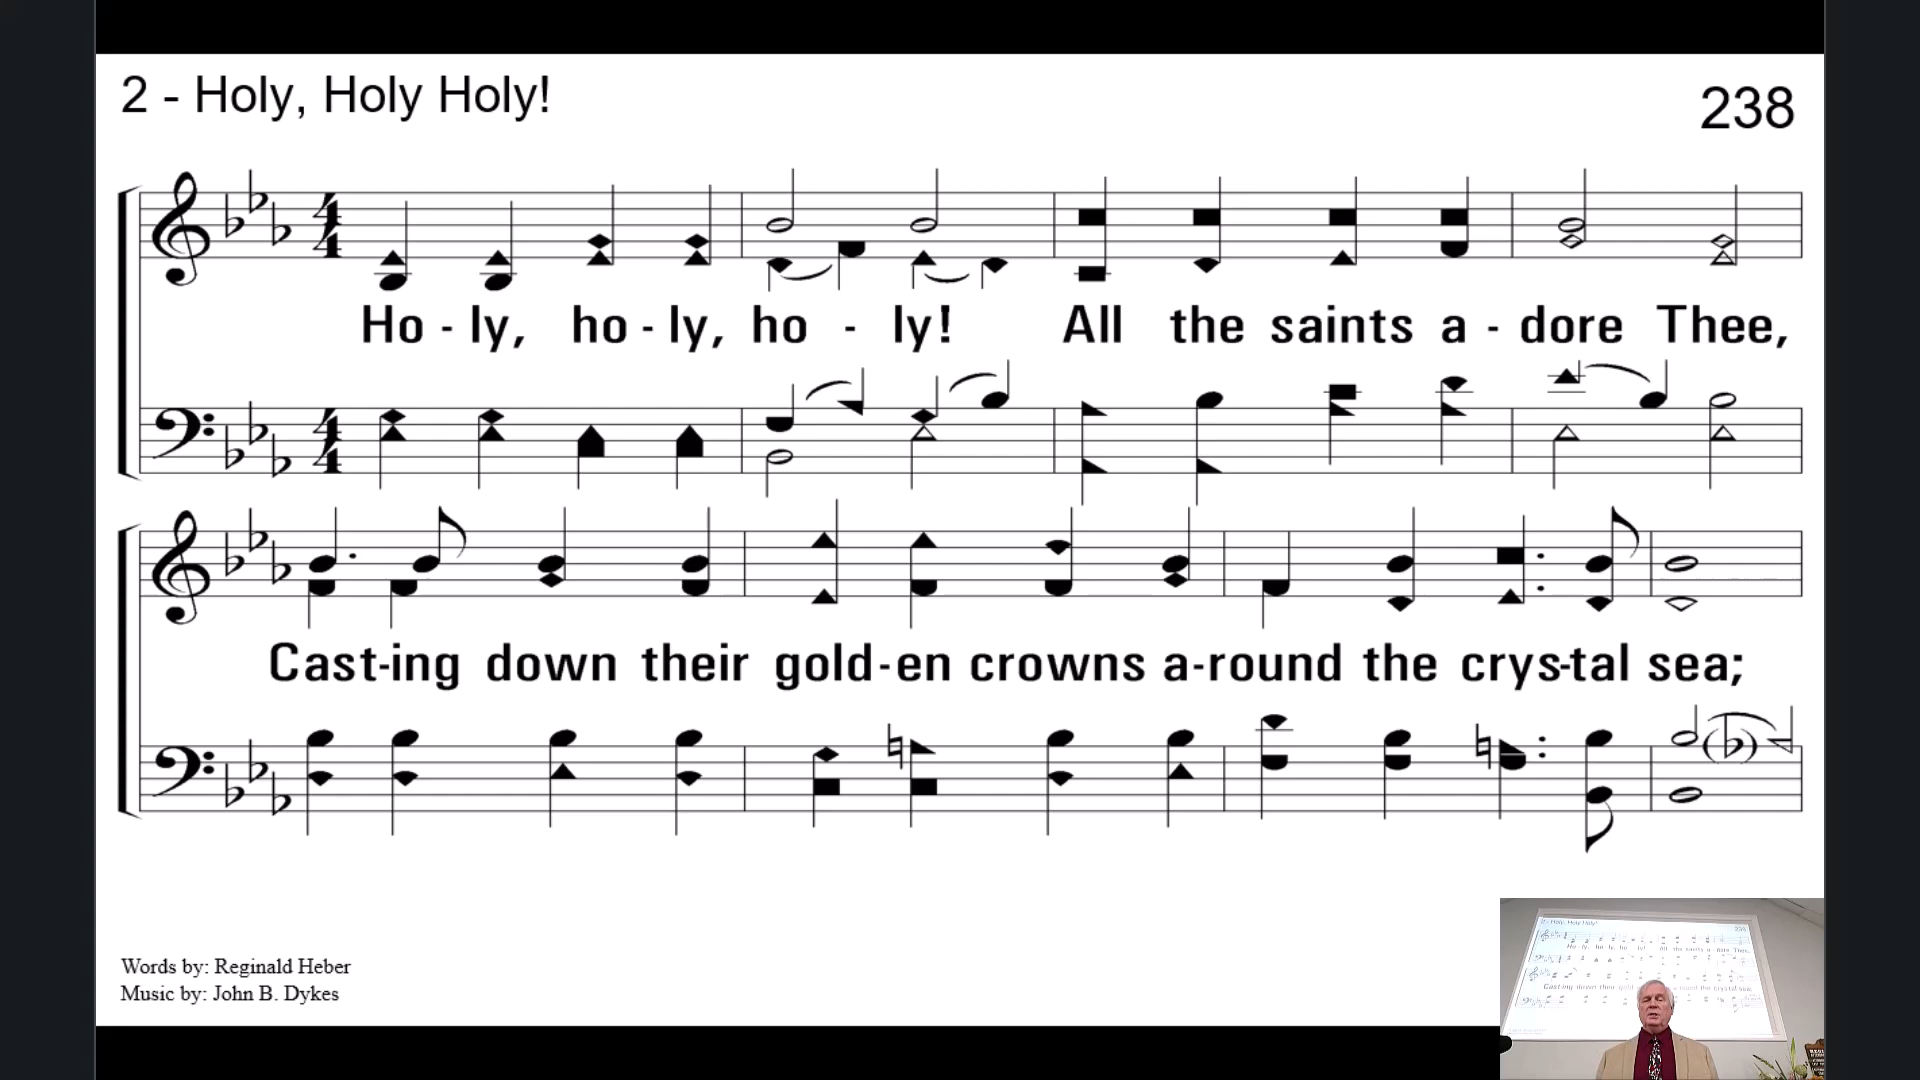 2 - Holy, Holy Holy!
238
Ho - ly, ho - ly, ho - ly! All the saints a - dore Thee,
Cast-ing down their gold-en crowns a-round the crys-tal sea;
Words by: Reginald Heber
Music by: John B. Dykes